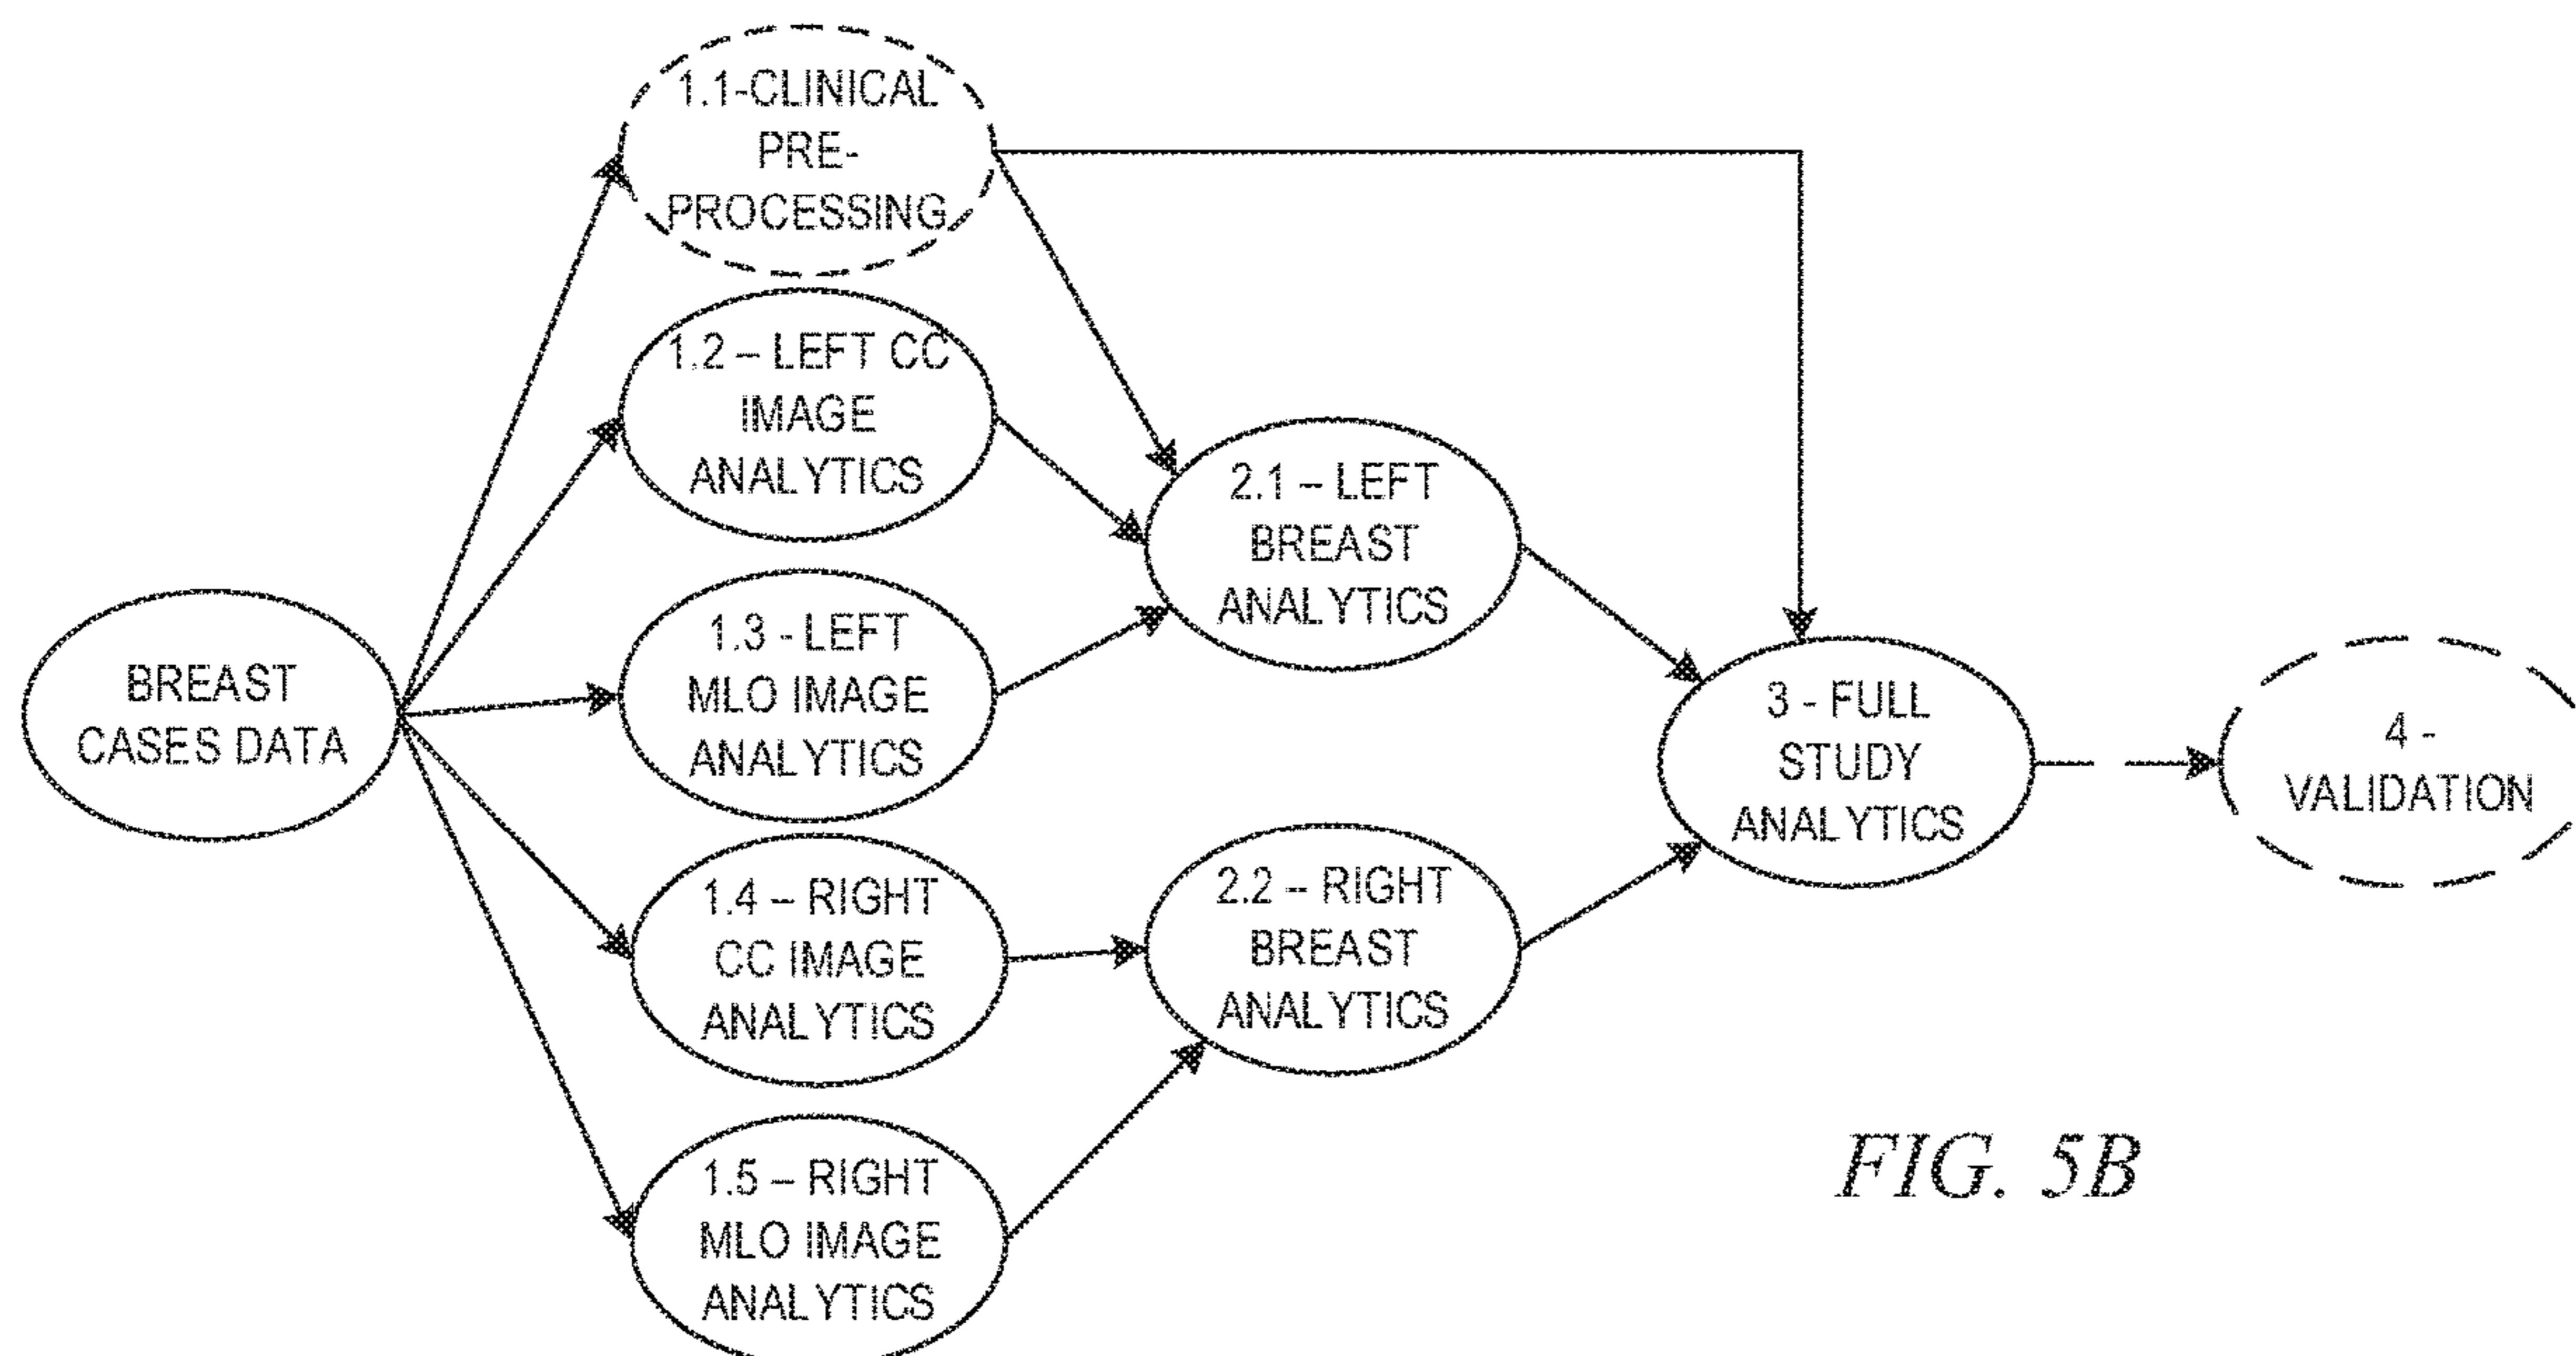 1.1-CLINICAL
PRE-
PROCESSING
1.2 – LEFT CC
IMAGE
ANALYTICS
2.1 – LEFT
BREAST
ANALYTICS
BREAST
CASES DATA
1.3 - LEFT
MLO IMAGE
ANALYTICS
3 - FULL
STUDY
ANALYTICS
4 -
VALIDATION
1.4 – RIGHT
CC IMAGE
ANALYTICS
2.2 – RIGHT
BREAST
ANALYTICS
1.5 – RIGHT
MLO IMAGE
ANALYTICS
FIG. 5B